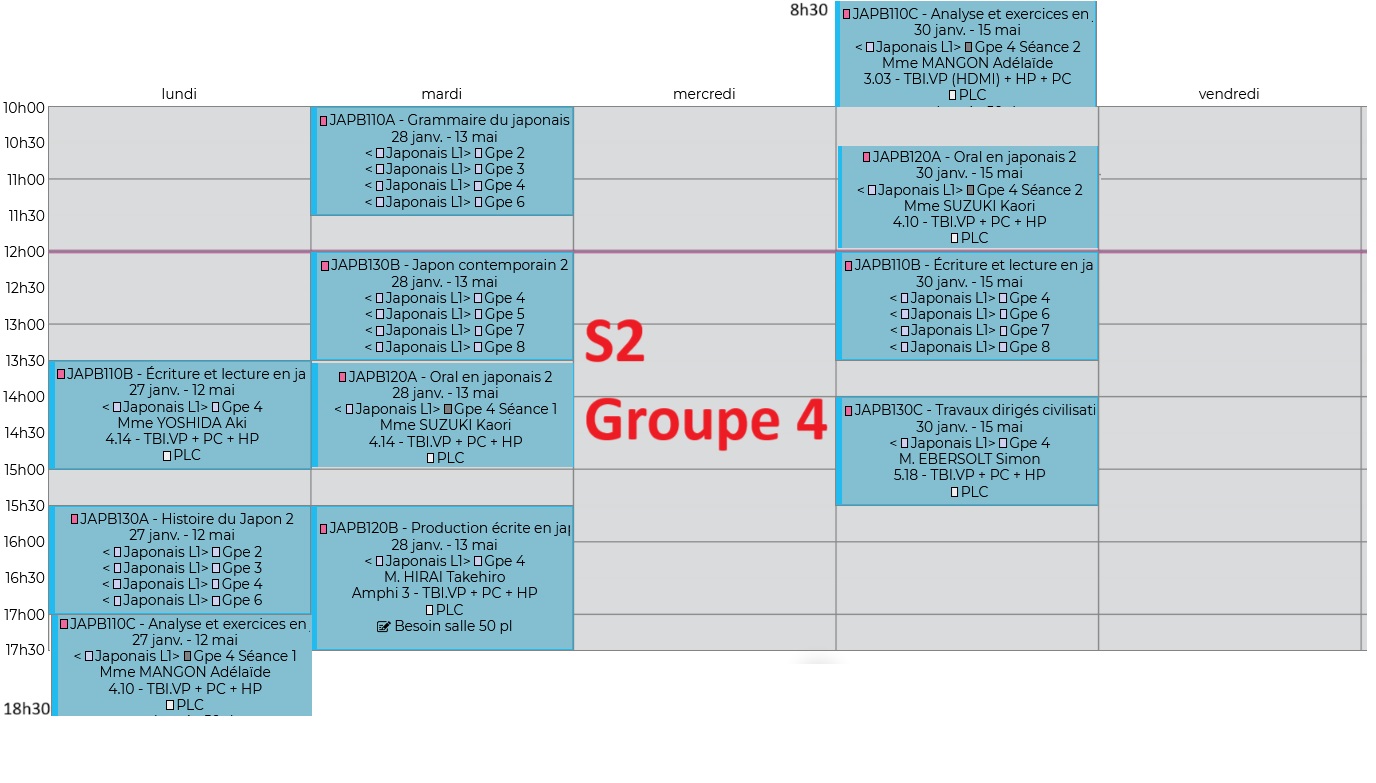 8h30
lundi
mardi
mercredi
vendredi
10h00
10h30
11h00
11h30
12h00
12h30
13h00
13h30
14h00
14h30
15h00
15h30
16h00
16h30
17h00
17h30
18h30
JAPB110B - Écriture et lecture en ja
27 janv. - 12 mai
< Japonais L1> Gpe 4
Mme YOSHIDA Aki
4.14 - TBI.VP + PC + HP
PLC
JAPB130A - Histoire du Japon 2
27 janv. - 12 mai
< Japonais L1> Gpe 2
< Japonais L1> Gpe 3
< Japonais L1> Gpe 4
< Japonais L1> Gpe 6
JAPB110C - Analyse et exercices en
27 janv. - 12 mai
< Japonais L1> Gpe 4 Séance 1
Mme MANGON Adélaïde
4.10 - TBI.VP + PC + HP
PLC
JAPB110A - Grammaire du japonais
28 janv. - 13 mai
< Japonais L1> Gpe 2
< Japonais L1> Gpe 3
< Japonais L1> Gpe 4
< Japonais L1> Gpe 6
JAPB130B - Japon contemporain 2
28 janv. - 13 mai
< Japonais L1> Gpe 4
< Japonais L1> Gpe 5
< Japonais L1> Gpe 7
< Japonais L1> Gpe 8
JAPB120A - Oral en japonais 2
28 janv. - 13 mai
< Japonais L1> Gpe 4 Séance 1
Mme SUZUKI Kaori
4.14 - TBI.VP + PC + HP
PLC
JAPB120B - Production écrite en jap
28 janv. - 13 mai
< Japonais L1> Gpe 4
M. HIRAI Takehiro
Amphi 3 - TBI.VP + PC + HP
PLC
Besoin salle 50 pl
S2
Groupe 4
JAPB110C - Analyse et exercices en
30 janv. - 15 mai
< Japonais L1> Gpe 4 Séance 2
Mme MANGON Adélaïde
3.03 - TBI.VP (HDMI) + HP + PC
PLC
JAPB120A - Oral en japonais 2
30 janv. - 15 mai
< Japonais L1> Gpe 4 Séance 2
Mme SUZUKI Kaori
4.10 - TBI.VP + PC + HP
PLC
JAPB110B - Écriture et lecture en ja
30 janv. - 15 mai
< Japonais L1> Gpe 4
< Japonais L1> Gpe 6
< Japonais L1> Gpe 7
< Japonais L1> Gpe 8
JAPB130C - Travaux dirigés civilisati
30 janv. - 15 mai
< Japonais L1> Gpe 4
M. EBERSOLT Simon
5.18 - TBI.VP + PC + HP
PLC